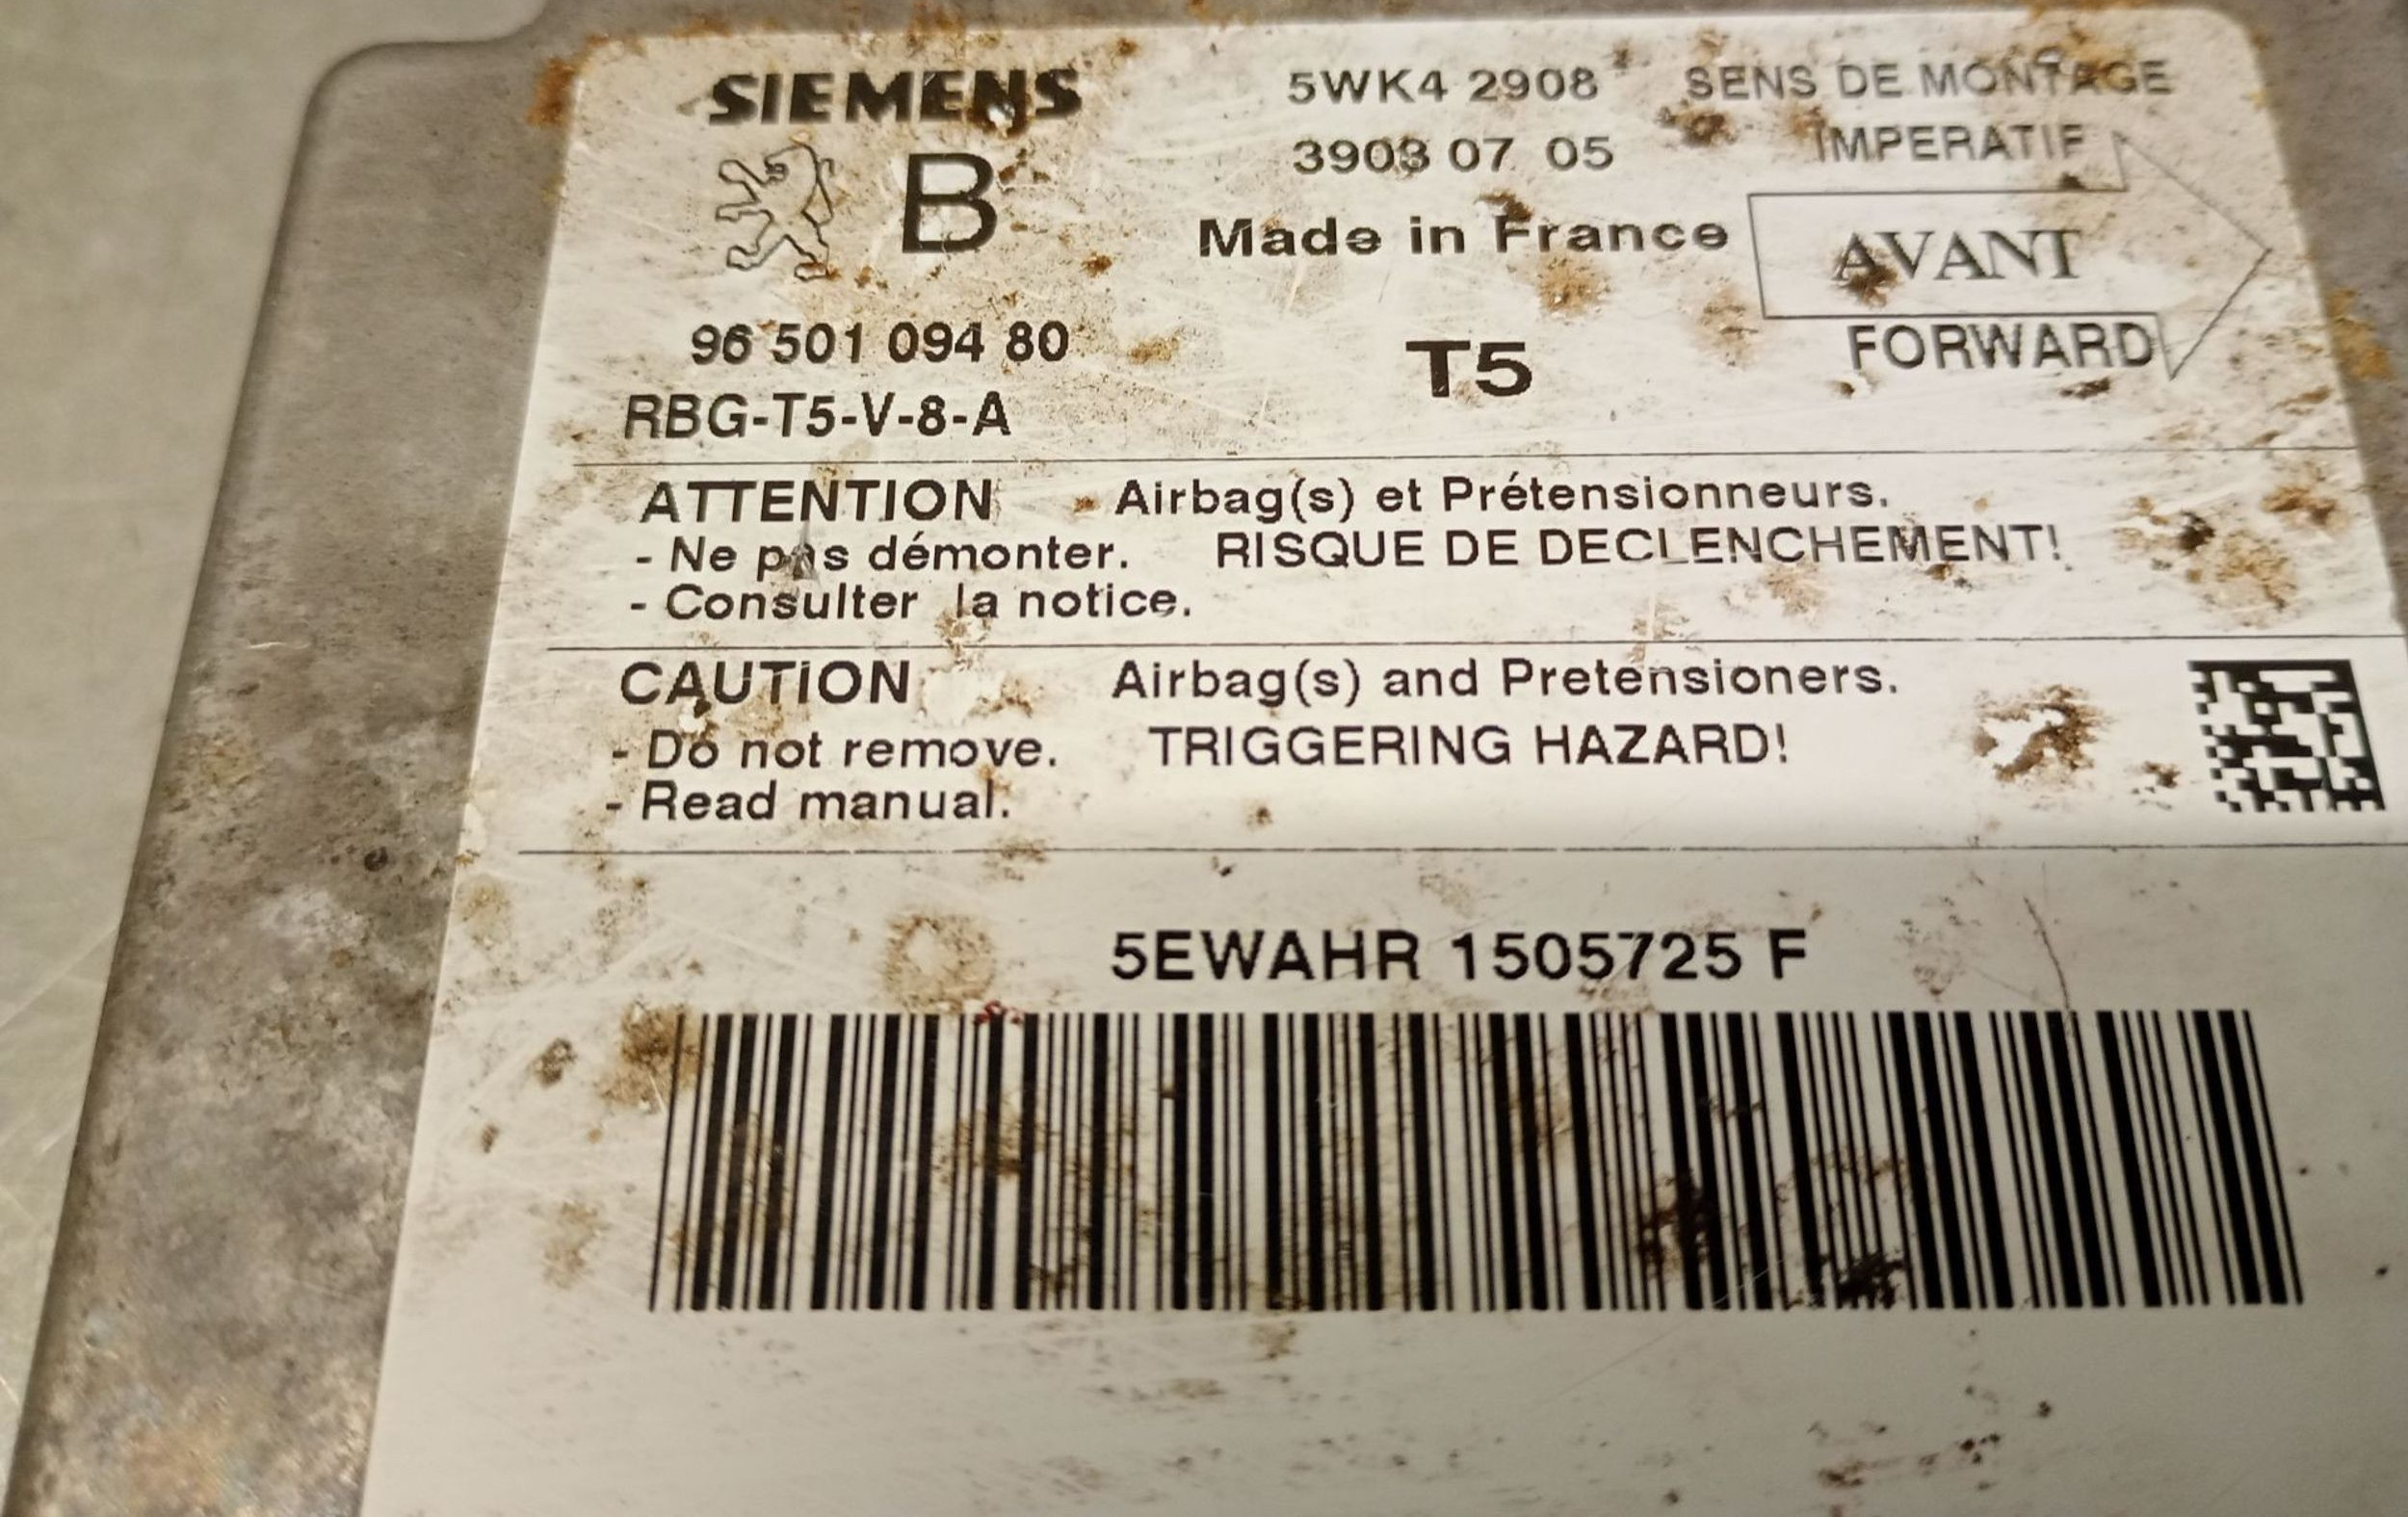 SIEMENS
5WK4 2908
SENS DE MONTAGE
IMPERATIF
B
3903 07 05
Made in France
AVANT
FORWARD
96 501 094 80
T5
RBG-T5-V-8-A
ATTENTION Airbag(s) et Prétensionneurs.
- Ne pas démonter. RISQUE DE DECLENCHEMENT!
- Consulter la notice.
CAUTION Airbag(s) and Pretensioners.
- Do not remove. TRIGGERING HAZARD!
- Read manual.
5EWAHR 1505725 F